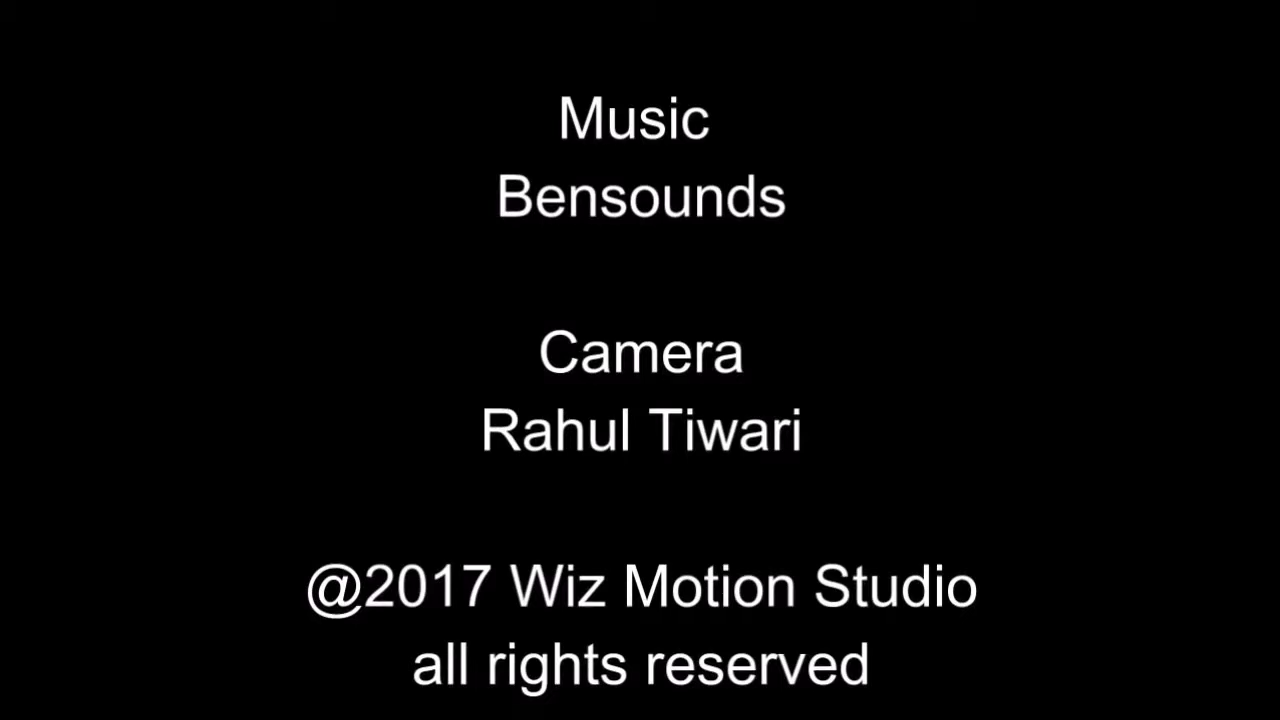 Music
Bensounds
Camera
Rahul Tiwari
@2017 Wiz Motion Studio
all rights reserved